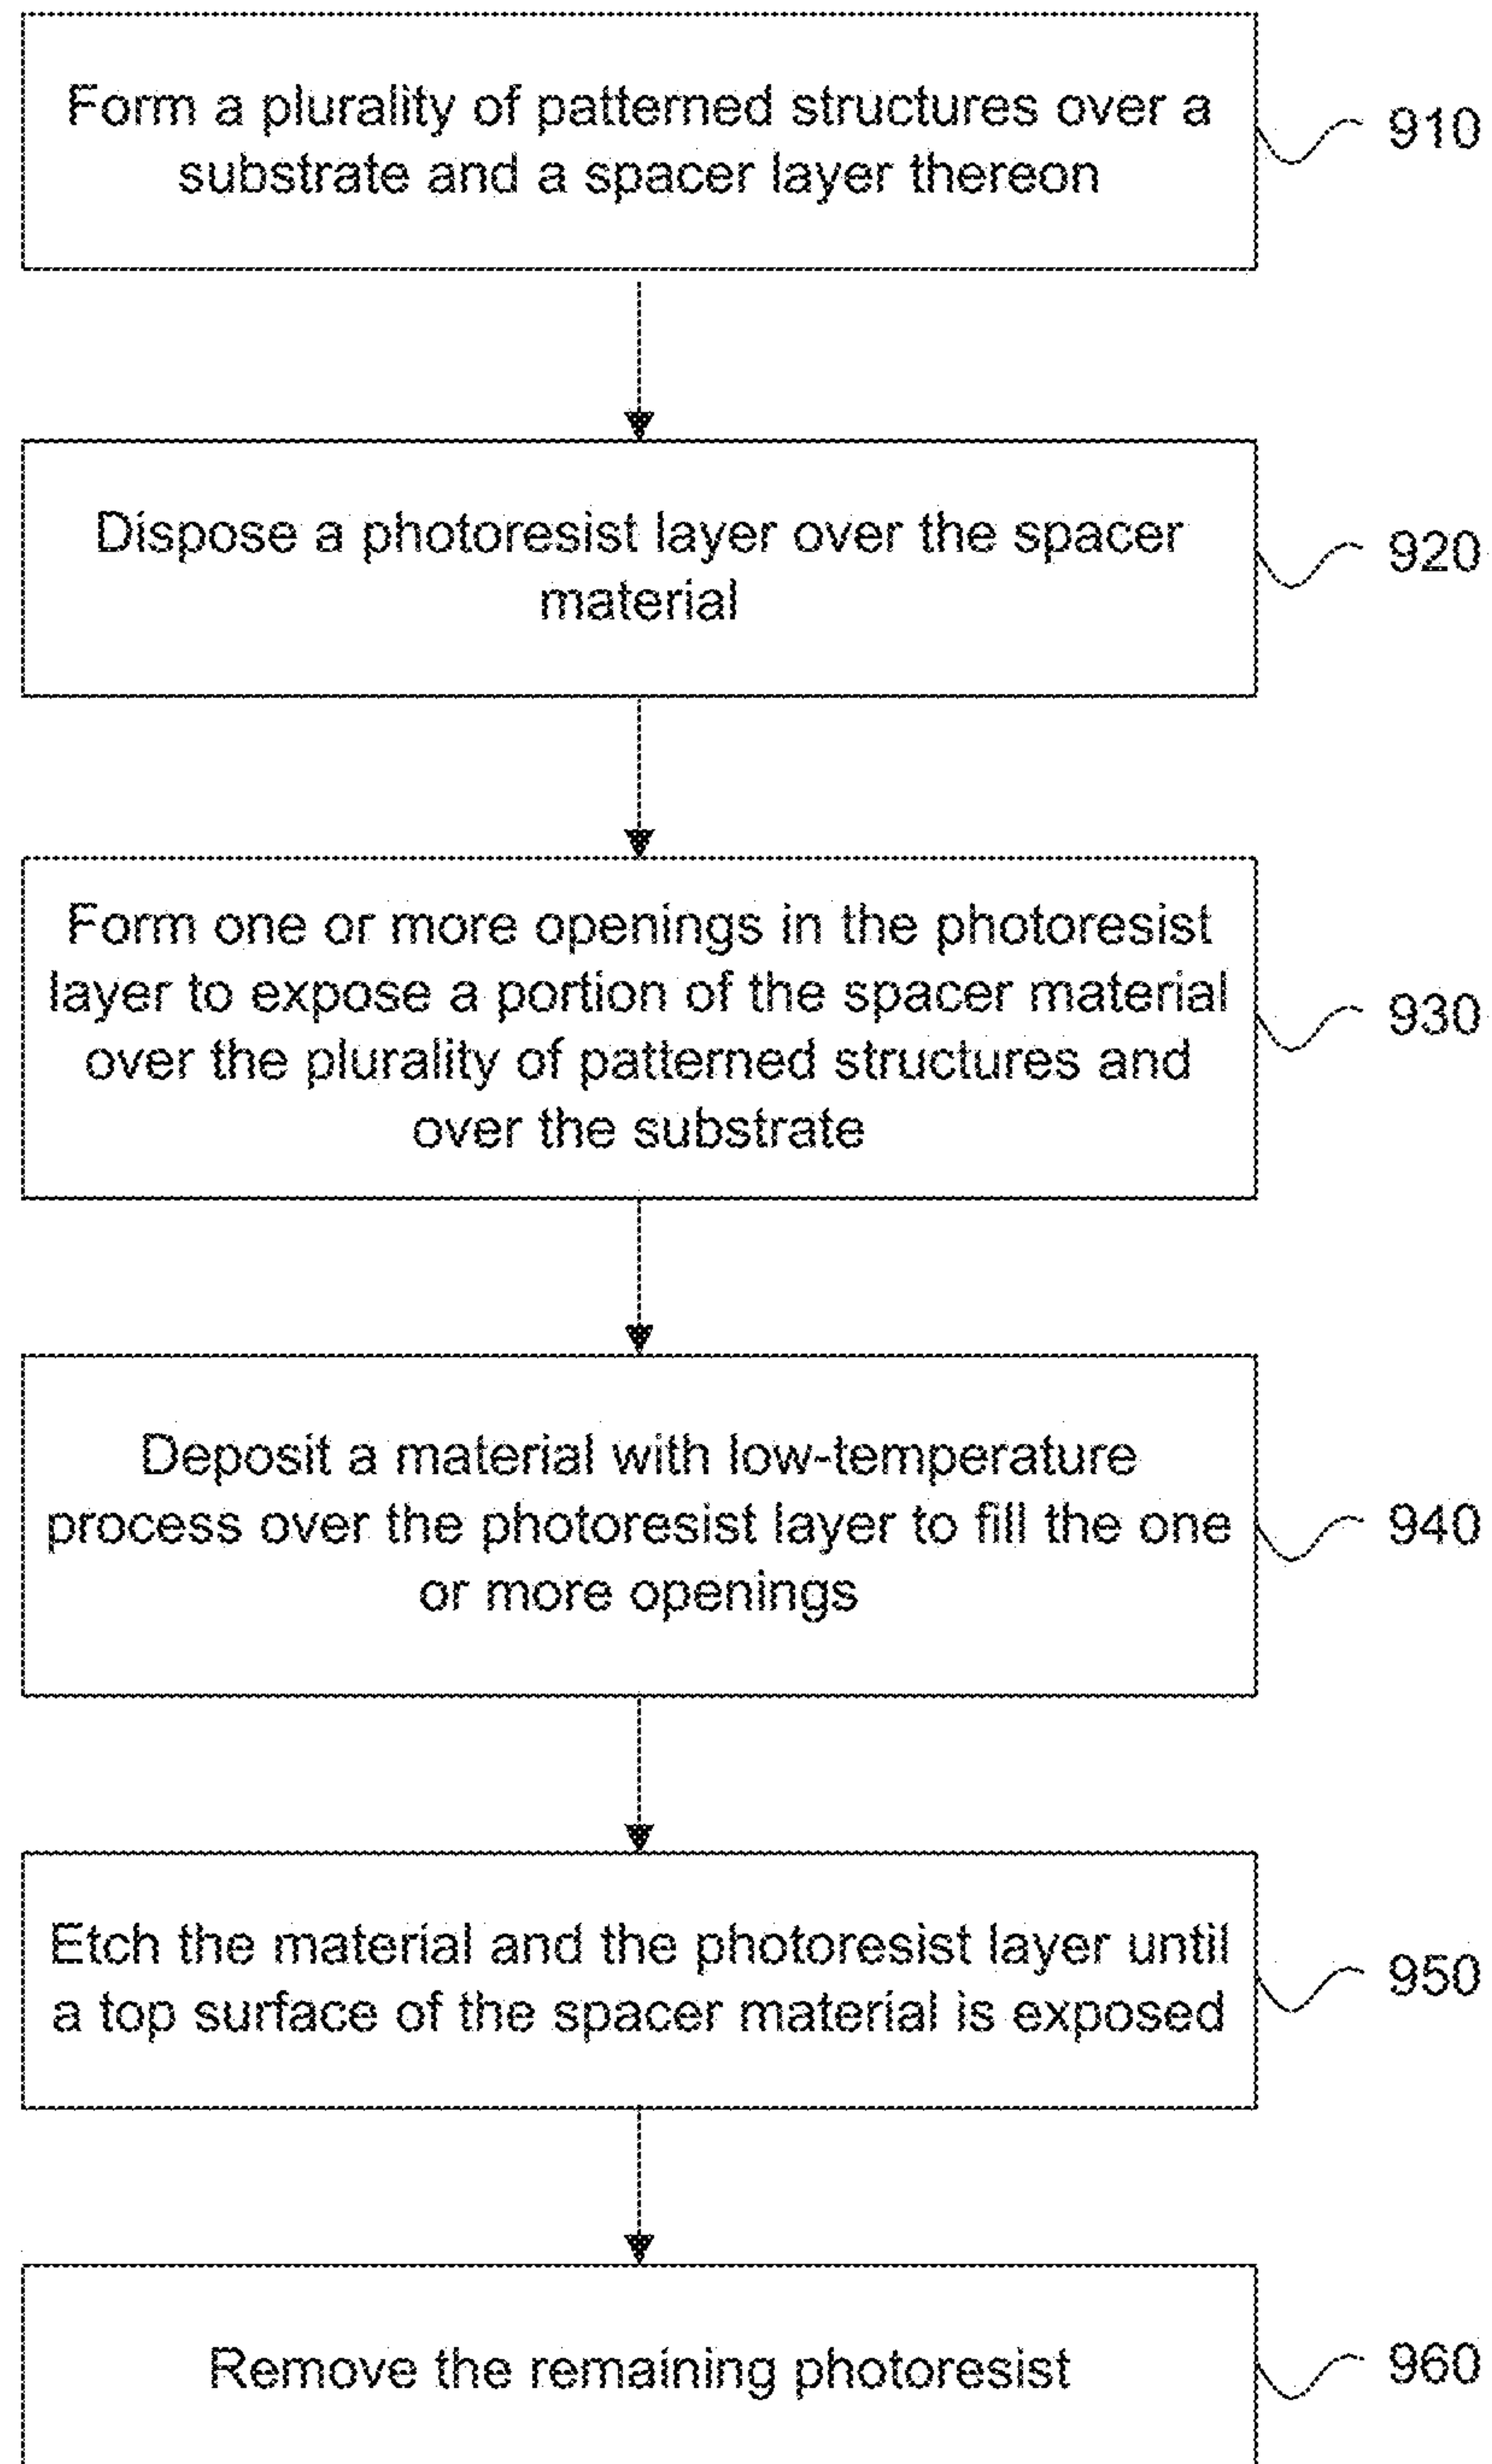 Form a plurality of patterned structures over a
substrate and a spacer layer thereon
910
Dispose a photoresist layer over the spacer
material
920
Form one or more openings in the photoresist
layer to expose a portion of the spacer material
over the plurality of patterned structures and
over the substrate
930
Deposit a material with low-temperature
process over the photoresist layer to fill the one
or more openings
940
Etch the material and the photoresist layer until
a top surface of the spacer material is exposed
950
Remove the remaining photoresist
960